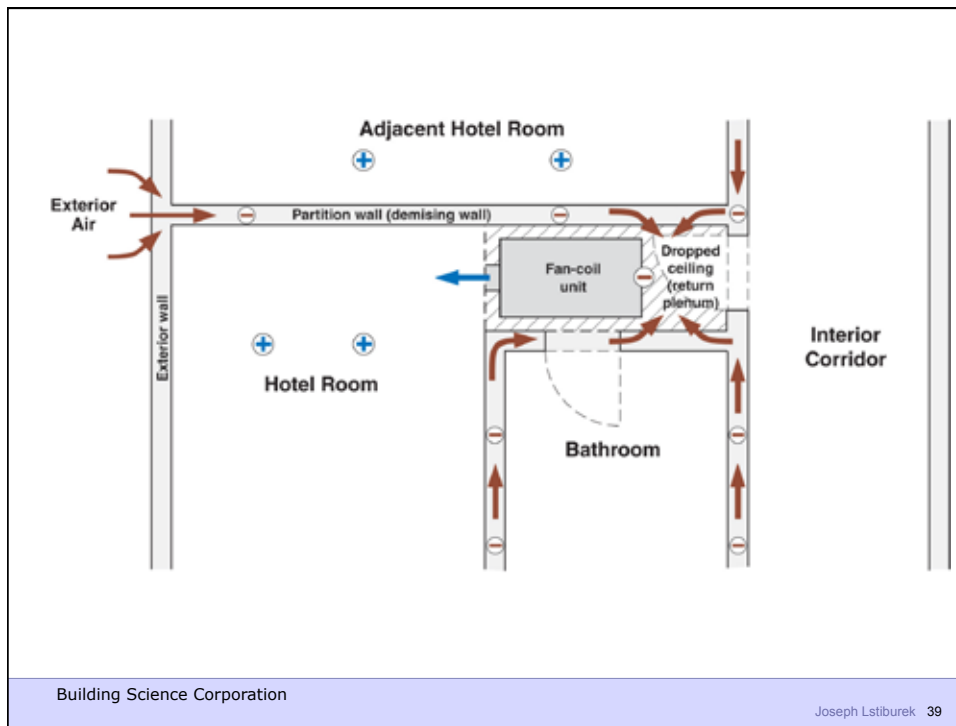 Adjacent Hotel Room
Exterior
Air
Partition wall (demising wall)
Dropped
ceiling
(return
plenum)
Fan-coil
unit
Exterior wall
Hotel Room
Interior
Corridor
Bathroom
Building Science Corporation
Joseph Lstiburek 39